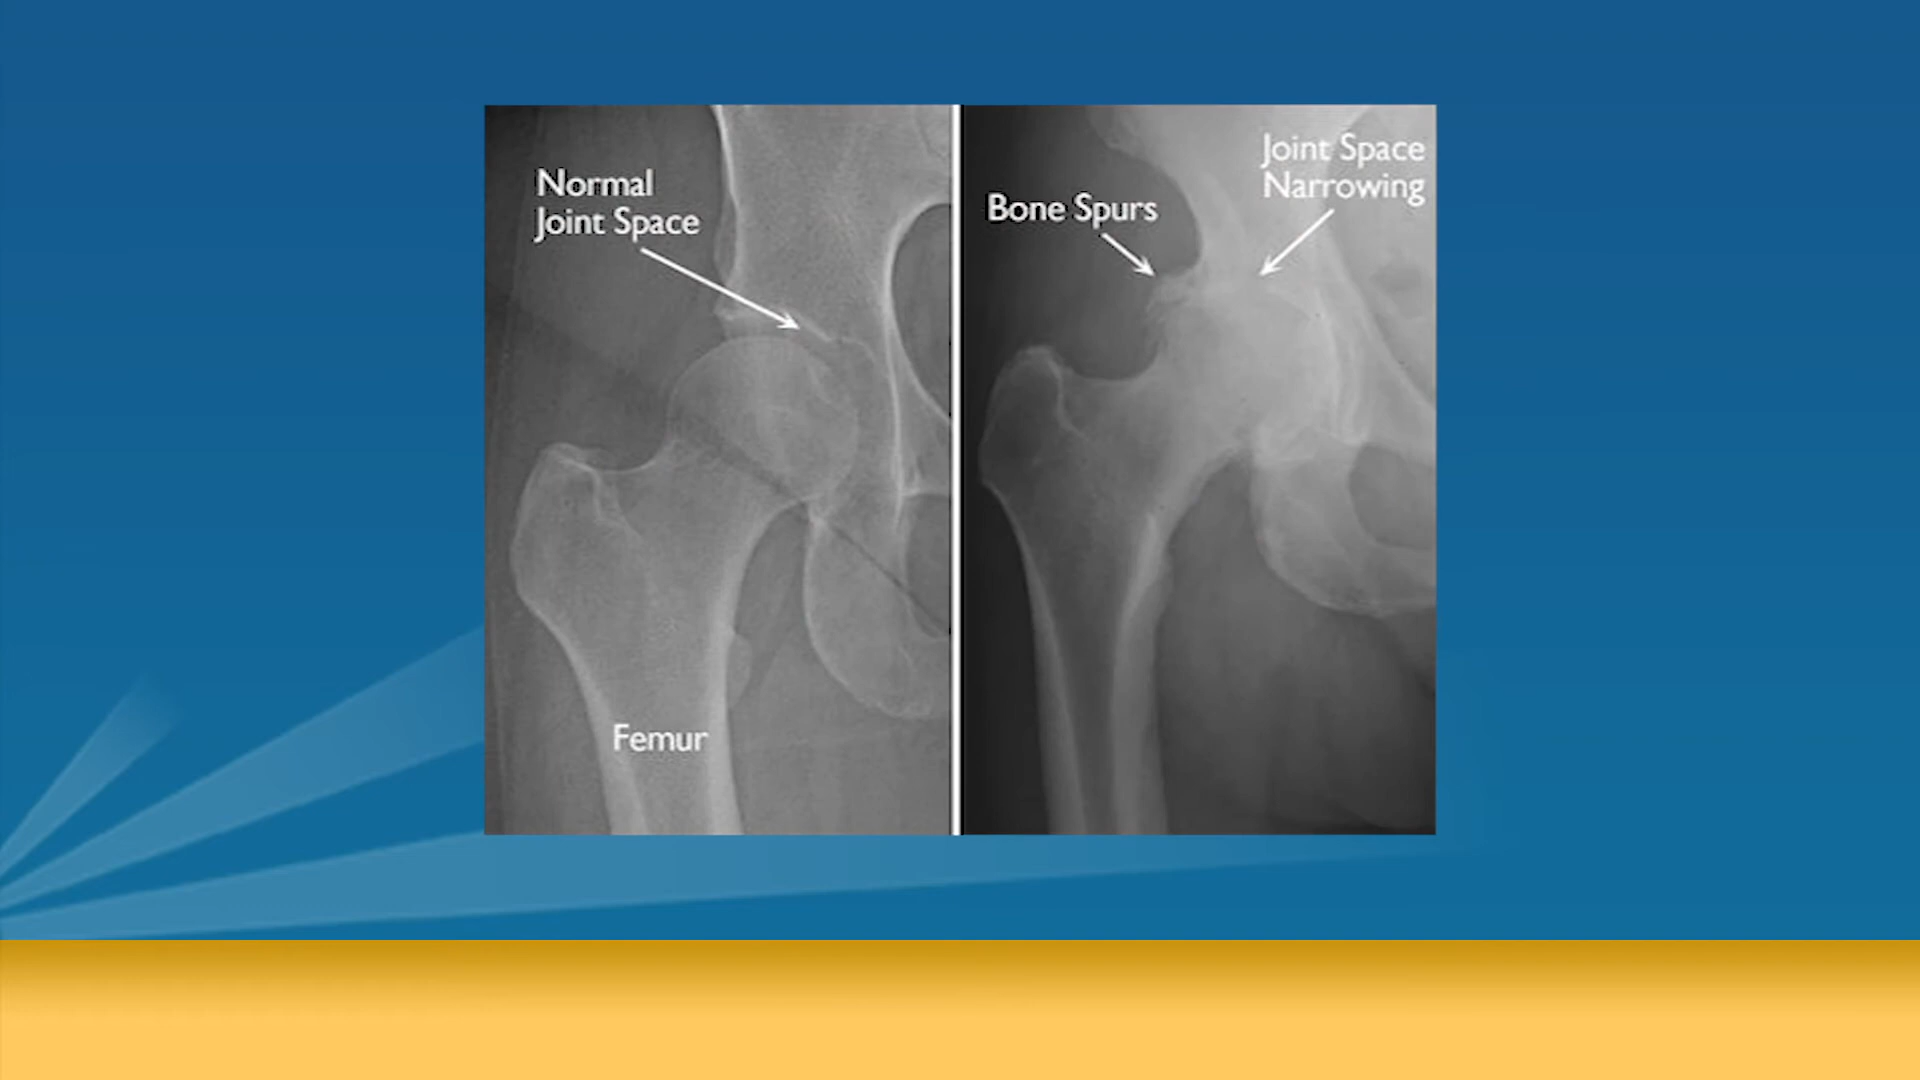 Normal
Joint Space
Femur
Bone Spurs
Joint Space
Narrowing